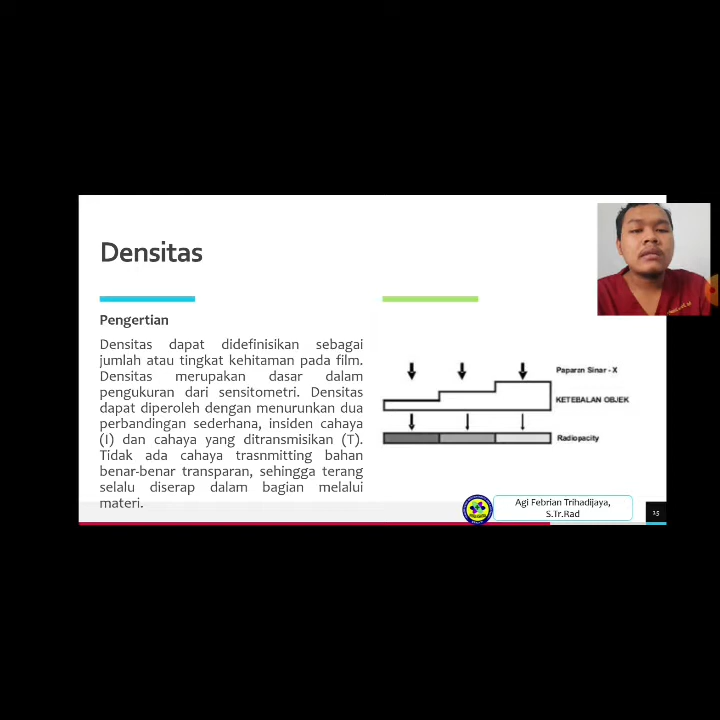 Densitas
Pengertian
Densitas dapat didefinisikan sebagai
jumlah atau tingkat kehitaman pada film.
Densitas merupakan dasar dalam
pengukuran dari sensitometri. Densitas
dapat diperoleh dengan menurunkan dua
perbandingan sederhana, insiden cahaya
(I) dan cahaya yang ditransmisikan (T).
Tidak ada cahaya trasnmitting bahan
benar-benar transparan, sehingga terang
selalu diserap dalam bagian melalui
materi.
Paparan Sinar - X
KETEBALAN OBJEK
Radiopacity
Agi Febrian Trihadijaya,
S.Tr.Rad
15